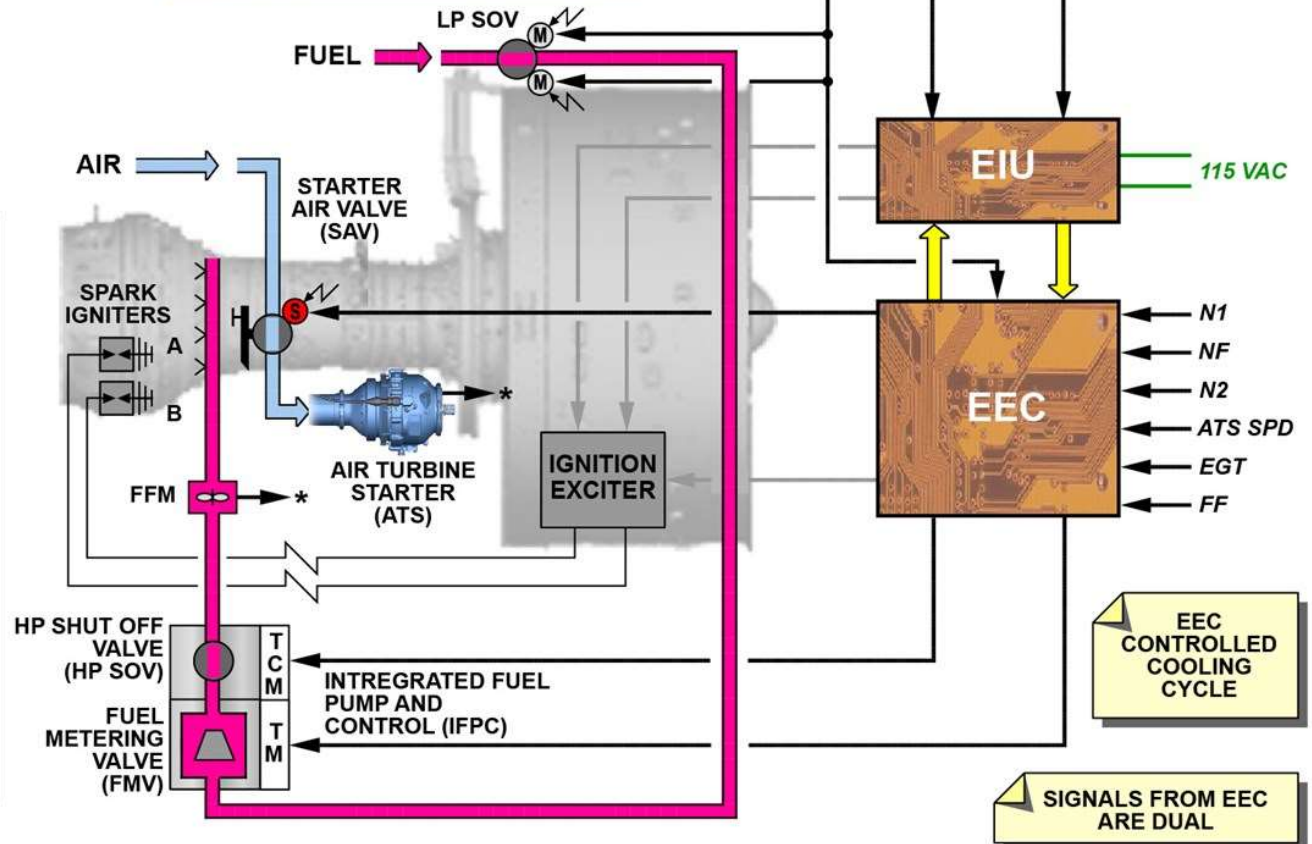 LP SOV
M
FUEL
M
AIR
EIU
115 VAC
STARTER
AIR VALVE
(SAV)
SPARK
IGNITERS
A
B
S
N1
NF
N2
ATS SPD
EGT
FF
EEC
*
AIR TURBINE
STARTER
(ATS)
IGNITION
EXCITER
FFM
*
HP SHUT OFF
VALVE
(HP SOV)
T
C
M
INTREGRATED FUEL
PUMP AND
CONTROL (IFPC)
FUEL
METERING
VALVE
(FMV)
T
M
EEC
CONTROLLED
COOLING
CYCLE
SIGNALS FROM EEC
ARE DUAL